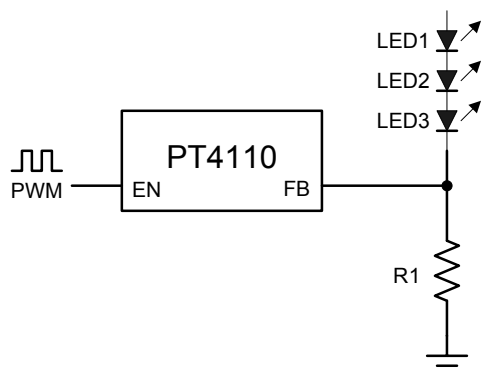 LED1
LED2
LED3
PT4110
PWM
EN
FB
R1